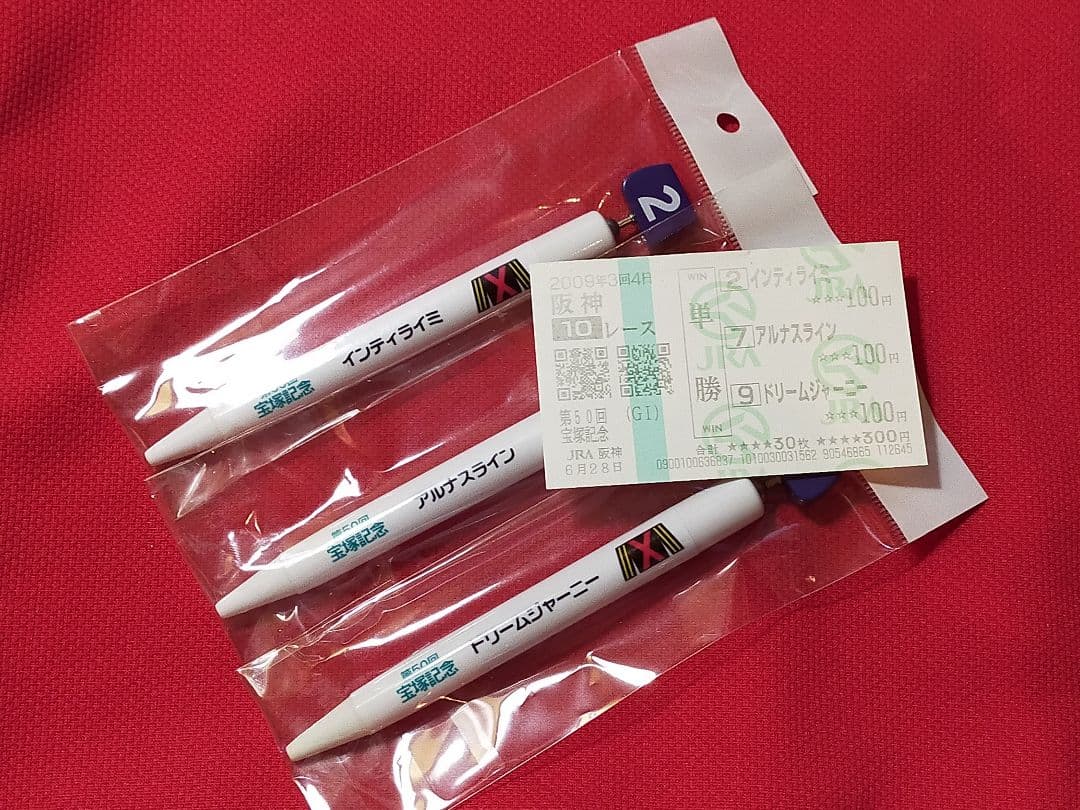 2
インティライミ
第50回
宝塚記念
アルナスライン
第50回
宝塚記念
ドリームジャーニー
第50回
宝塚記念
2009年3回4日
阪神
10レース
第50回 (GI)
宝塚記念
JRA 阪神
6月28日
WIN
単
勝
WIN
2 インティライミ
☆☆☆100円
7 アルナスライン
☆☆☆100円
9 ドリームジャーニー
☆☆☆100円
合計 ★★★★30枚 ★★★★300円
0900100636837 1010030031562 90546865 112645
JRA